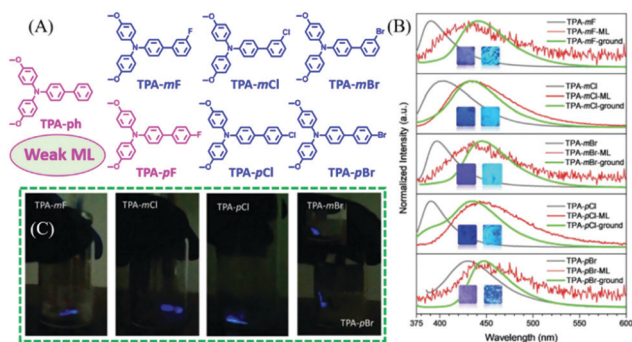 (A)
TPA-ph
Weak ML
F
TPA-mF
Cl
TPA-mCl
Br
TPA-mBr
F
TPA-pF
Cl
TPA-pCl
Br
TPA-pBr
(C)
TPA-mF
TPA-mCl
TPA-pCl
TPA-mBr
TPA-pBr
(B)
Normalized Intensity (a.u.)
TPA-mF
TPA-mF-ML
TPA-mF-ground
TPA-mCl
TPA-mCl-ML
TPA-mCl-ground
TPA-mBr
TPA-mBr-ML
TPA-mBr-ground
TPA-pCl
TPA-pCl-ML
TPA-pCl-ground
TPA-pBr
TPA-pBr-ML
TPA-pBr-ground
375 400 450 500 550 600
Wavelength (nm)